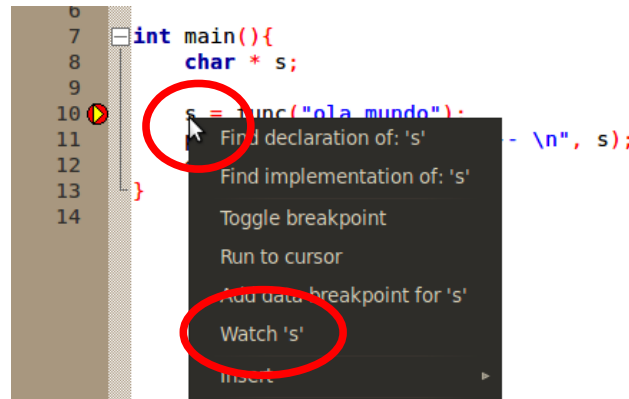 6
7 int main(){
8 char * s;
9
10 s = func("ola mundo");
11 p - \n", s);
12
13 }
14
Find declaration of: 's'
Find implementation of: 's'
Toggle breakpoint
Run to cursor
Add data breakpoint for 's'
Watch 's'
Insert